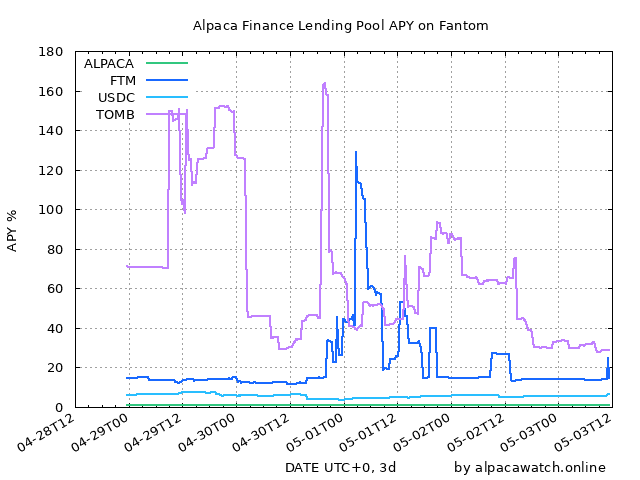 Alpaca Finance Lending Pool APY on Fantom
180
160
140
120
100
80
60
40
20
0
APY %
ALPACA
FTM
USDC
TOMB
04-28T12
04-29T00
04-29T12
04-30T00
04-30T12
05-01T00
05-01T12
05-02T00
05-02T12
05-03T00
05-03T12
DATE UTC+0, 3d
by alpacawatch.online